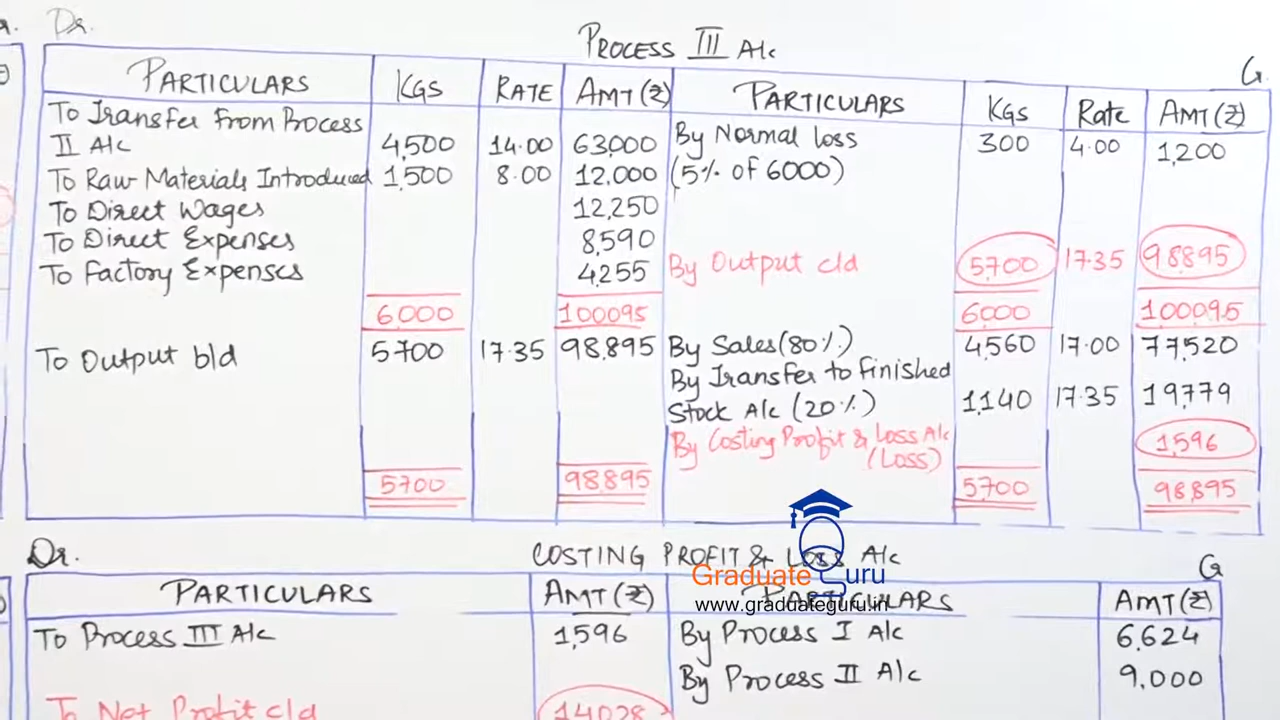 Dr.
PROCESS III A/c
Cr.
PARTICULARS KGS RATE AMT(₹) PARTICULARS KGs Rate AMT(₹)
To Transfer from Process
II A/c 4,500 14.00 63,000 By Normal loss 300 4.00 1,200
To Raw Materials Introduced 1,500 8.00 12,000 (5% of 6000)
To Direct Wages 12,250
To Direct Expenses 8,590
To Factory Expenses 4,255 By Output c/d 5700 17.35 98895
6000 100095 6000 100095
To Output b/d 5700 17.35 98,895 By Sales (80%) 4,560 17.00 77,520
By Transfer to finished
Stock A/c (20%) 1,140 17.35 19,779
By Costing Profit & Loss A/c 1,596
(Loss)
5700 98895 5700 98,895
Dr. COSTING PROFIT & LOSS A/c Cr
PARTICULARS AMT(₹) PARTICULARS AMT(₹)
Graduate Guru
www.graduateguru.in
To Process III A/c 1,596 By Process I A/c 6,624
By Process II A/c 9,000
To Net Profit c/d 14028